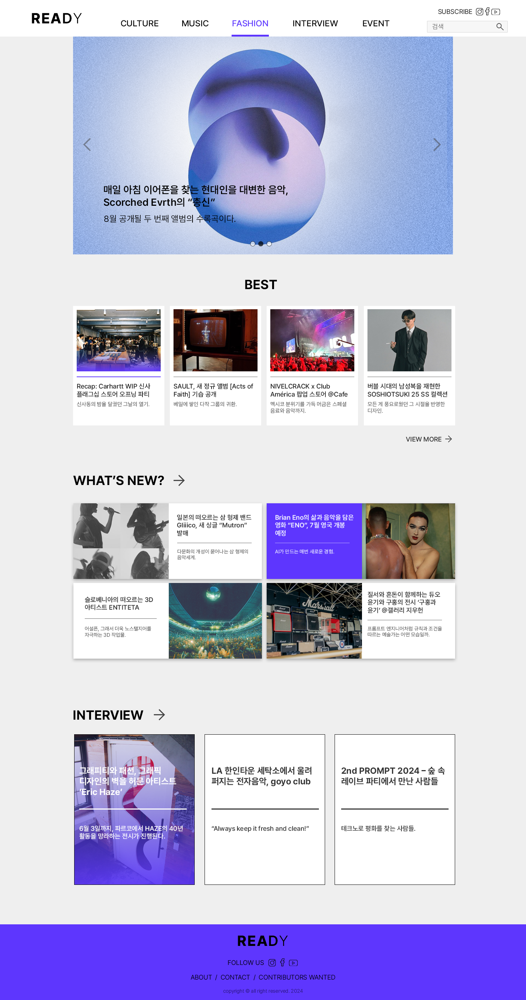 READY
SUBSCRIBE
CULTURE
MUSIC
FASHION
INTERVIEW
EVENT
검색
매일 아침 이어폰을 찾는 현대인을 대변한 음악,
Scorched Evrth의 “총신”
8월 공개될 두 번째 앨범의 수록곡이다.
BEST
IDLE
Recap: Carhartt WIP 신사
플래그십 스토어 오프닝 파티
신사동의 밤을 달궜던 그날의 열기.
SAULT, 새 정규 앨범 [Acts of
Faith] 기습 공개
베일에 쌓인 다작 그룹의 귀환.
NIVELCRACK x Club
América 팝업 스토어 @Cafe
멕시코 분위기를 가득 머금은 스페셜
음료와 음악까지.
버블 시대의 남성복을 재현한
SOSHIOTSUKI 25 SS 컬렉션
모든 게 풍요로웠던 그 시절을 반영한
디자인.
VIEW MORE
WHAT’S NEW?
일본의 떠오르는 삼 형제 밴드
Gliiico, 새 싱글 “Mutron”
발매
다문화의 개성이 묻어나는 삼 형제의
음악세계.
Brian Eno의 삶과 음악을 담은
영화 “ENO”, 7월 영국 개봉
예정
AI가 만드는 매번 새로운 경험.
슬로베니아의 떠오르는 3D
아티스트 ENTITETA
어설픈, 그래서 더욱 노스탤지어를
자극하는 3D 작업물.
Marshall
질서와 혼돈이 함께하는 듀오
윤기와 구홍의 전시 ‘구홍과
윤기’ @갤러리 지우헌
프롬프트 엔지니어처럼 규칙과 조건을
따르는 예술가는 어떤 모습일까.
INTERVIEW
그래피티와 패션, 그래픽
디자인의 벽을 허문 아티스트
‘Eric Haze’
6월 3일까지, 파르코에서 HAZE의 40년
활동을 망라하는 전시가 진행된다.
LA 한인타운 세탁소에서 울려
퍼지는 전자음악, goyo club
“Always keep it fresh and clean!”
2nd PROMPT 2024 – 숲 속
레이브 파티에서 만난 사람들
테크노로 평화를 찾는 사람들.
READY
FOLLOW US
ABOUT / CONTACT / CONTRIBUTORS WANTED
copyright © all right reserved. 2024